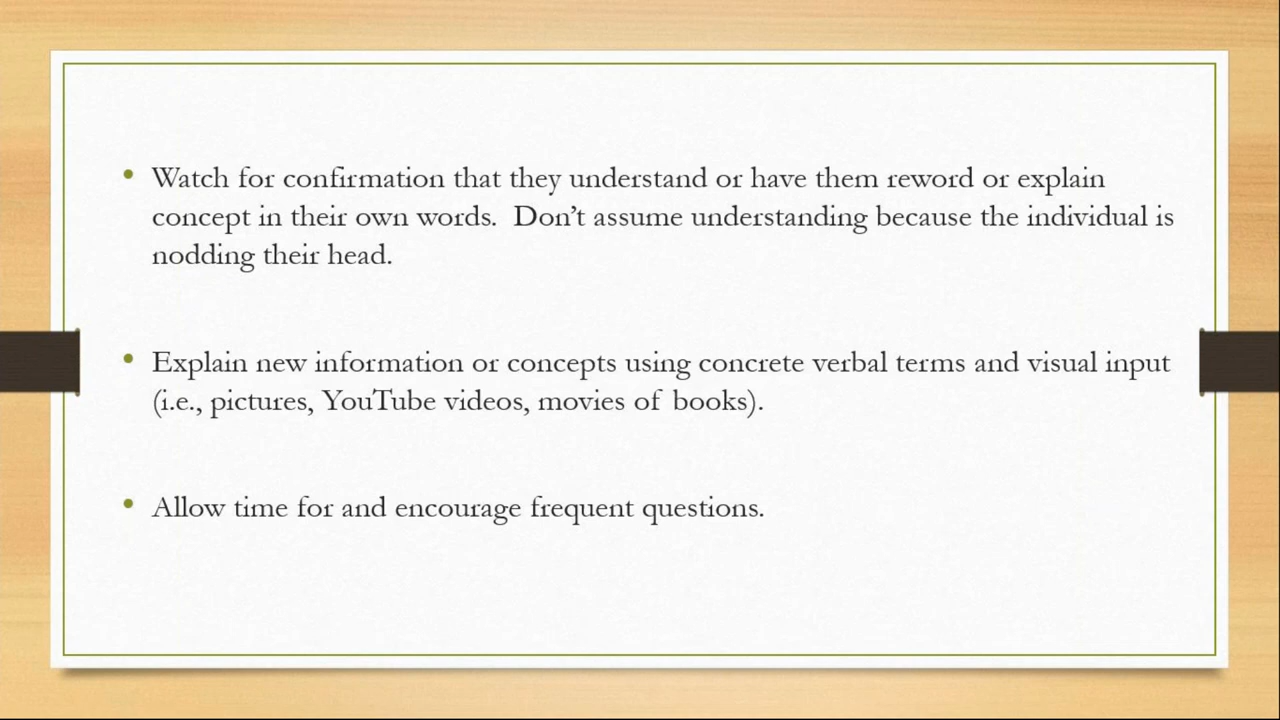 • Watch for confirmation that they understand or have them reword or explain
concept in their own words.  Don’t assume understanding because the individual is
nodding their head.
• Explain new information or concepts using concrete verbal terms and visual input
(i.e., pictures, YouTube videos, movies of books).
• Allow time for and encourage frequent questions.